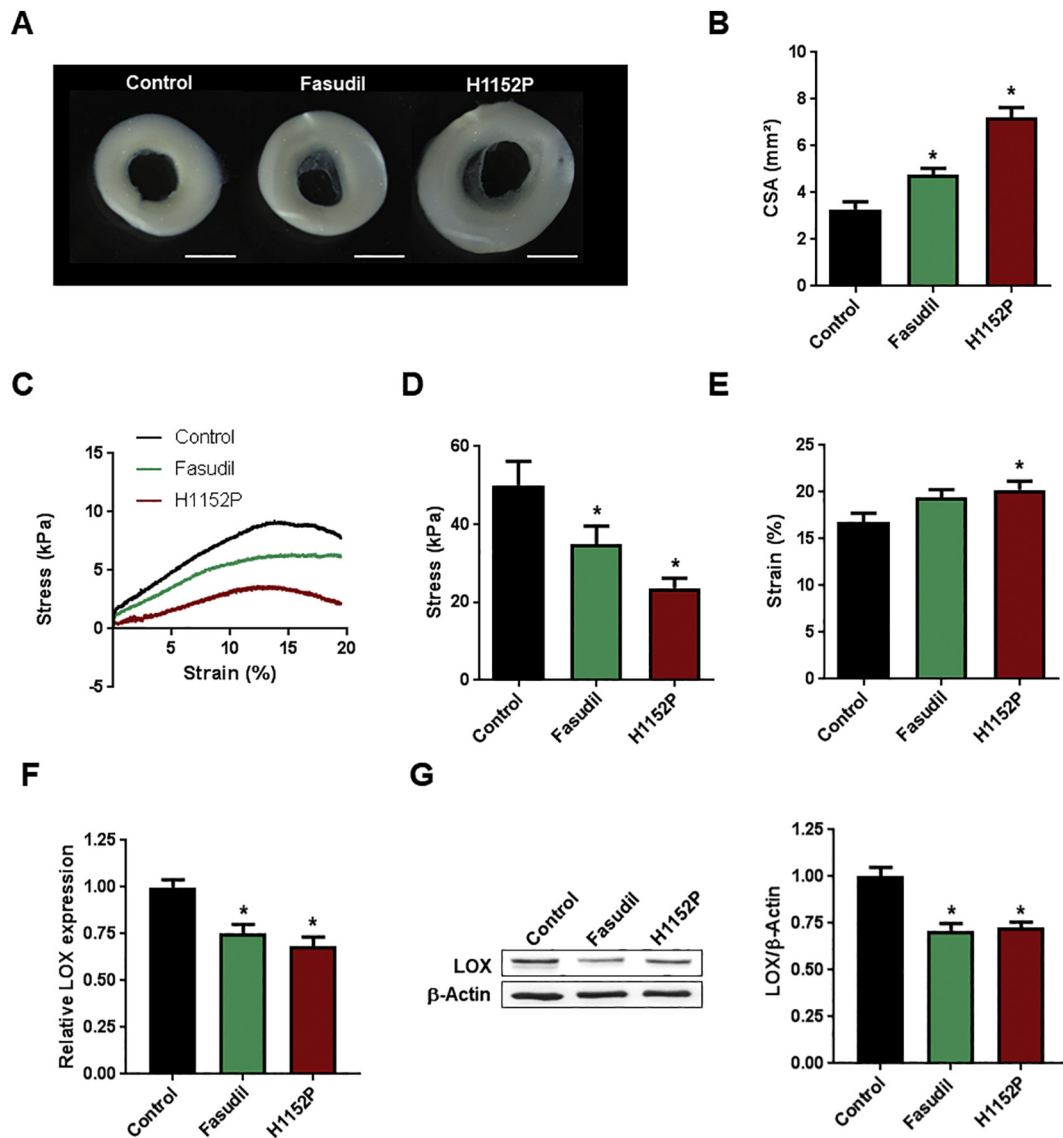 A
Control Fasudil H1152P
B
CSA (mm²)
10
8
6
4
2
0
*
*
Control Fasudil H1152P
C
Control
Fasudil
H1152P
Stress (kPa)
15
10
5
0
-5
5 10 15 20
Strain (%)
D
Stress (kPa)
60
40
20
0
*
*
Control Fasudil H1152P
E
Strain (%)
25
20
15
10
5
0
*
Control Fasudil H1152P
F
Relative LOX expression
1.25
1.00
0.75
0.50
0.25
0.00
*
*
Control Fasudil H1152P
G
Control Fasudil H1152P
LOX
β-Actin
LOX/β-Actin
1.25
1.00
0.75
0.50
0.25
0.00
*
*
Control Fasudil H1152P